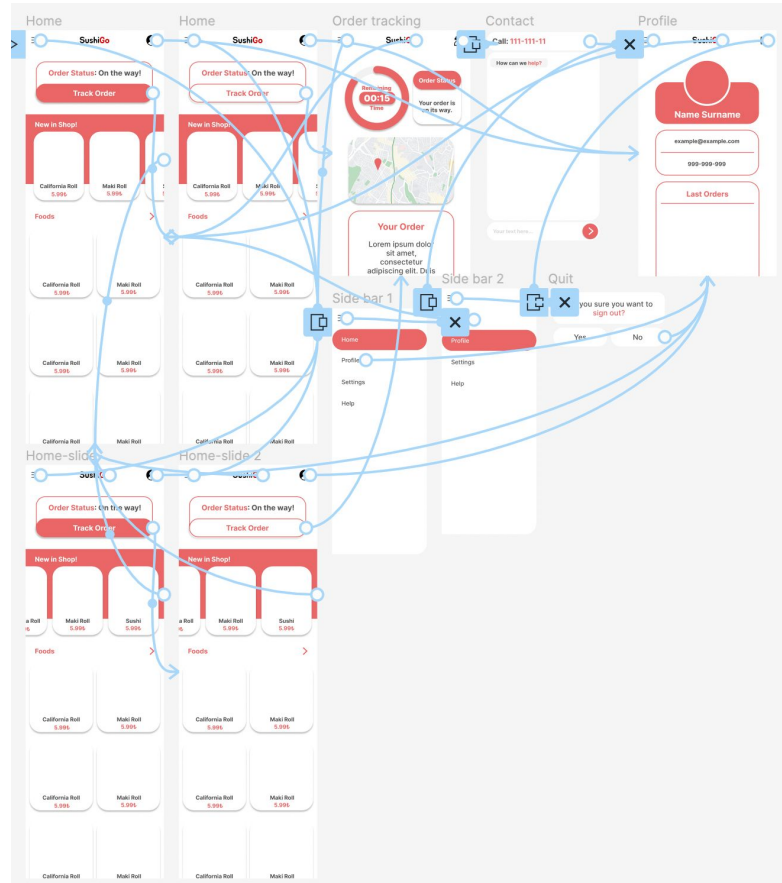 Home
Home
Order tracking
Contact
Profile
SushiGo
Order Status: On the way!
Track Order
New in Shop!
California Roll
5.99₺
Maki Roll
5.99₺
Foods
California Roll
5.99₺
Maki Roll
5.99₺
California Roll
5.99₺
Maki Roll
5.99₺
California Roll
Maki Roll
SushiGo
Order Status: On the way!
Track Order
New in Shop!
California Roll
5.99₺
Maki Roll
5.99₺
Foods
California Roll
5.99₺
Maki Roll
5.99₺
California Roll
5.99₺
Maki Roll
5.99₺
California Roll
Maki Roll
Remaining
00:15
Time
Order Status
Your order is
on its way.
Your Order
Lorem ipsum dolor
sit amet,
consectetur
adipiscing elit. Duis
Call: 111-111-11
How can we help?
Your text here...
SushiGo
Name Surname
example@example.com
999-999-999
Last Orders
Side bar 1
Home
Profile
Settings
Help
Side bar 2
Profile
Settings
Help
Quit
you sure you want to
sign out?
Yes
No
Home-slide
SushiGo
Order Status: On the way!
Track Order
New in Shop!
a Roll
Maki Roll
5.99₺
Sushi
5.99₺
Foods
California Roll
5.99₺
Maki Roll
5.99₺
California Roll
5.99₺
Maki Roll
5.99₺
California Roll
Maki Roll
Home-slide 2
SushiGo
Order Status: On the way!
Track Order
New in Shop!
a Roll
Maki Roll
5.99₺
Sushi
5.99₺
Foods
California Roll
5.99₺
Maki Roll
5.99₺
California Roll
5.99₺
Maki Roll
5.99₺
California Roll
Maki Roll